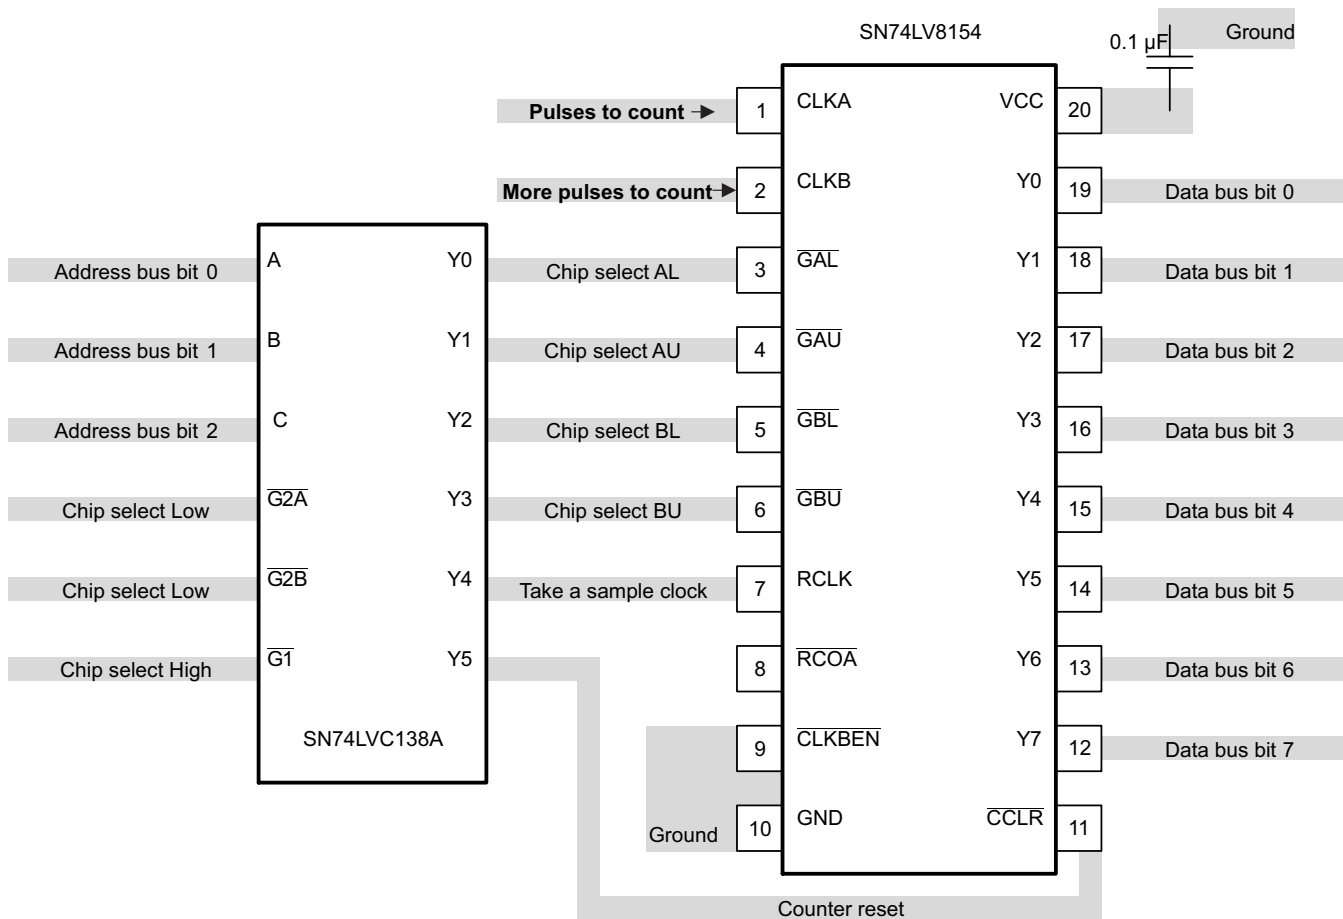 SN74LV8154
0.1 µF
Ground
Pulses to count
1
CLKA
VCC
20
More pulses to count
2
CLKB
Y0
19
Data bus bit 0
Address bus bit 0
A
Y0
Chip select AL
3
GAL
Y1
18
Data bus bit 1
Address bus bit 1
B
Y1
Chip select AU
4
GAU
Y2
17
Data bus bit 2
Address bus bit 2
C
Y2
Chip select BL
5
GBL
Y3
16
Data bus bit 3
Chip select Low
G2A
Y3
Chip select BU
6
GBU
Y4
15
Data bus bit 4
Chip select Low
G2B
Y4
Take a sample clock
7
RCLK
Y5
14
Data bus bit 5
Chip select High
G1
Y5
8
RCOA
Y6
13
Data bus bit 6
SN74LVC138A
9
CLKBEN
Y7
12
Data bus bit 7
Ground
10
GND
CCLR
11
Counter reset